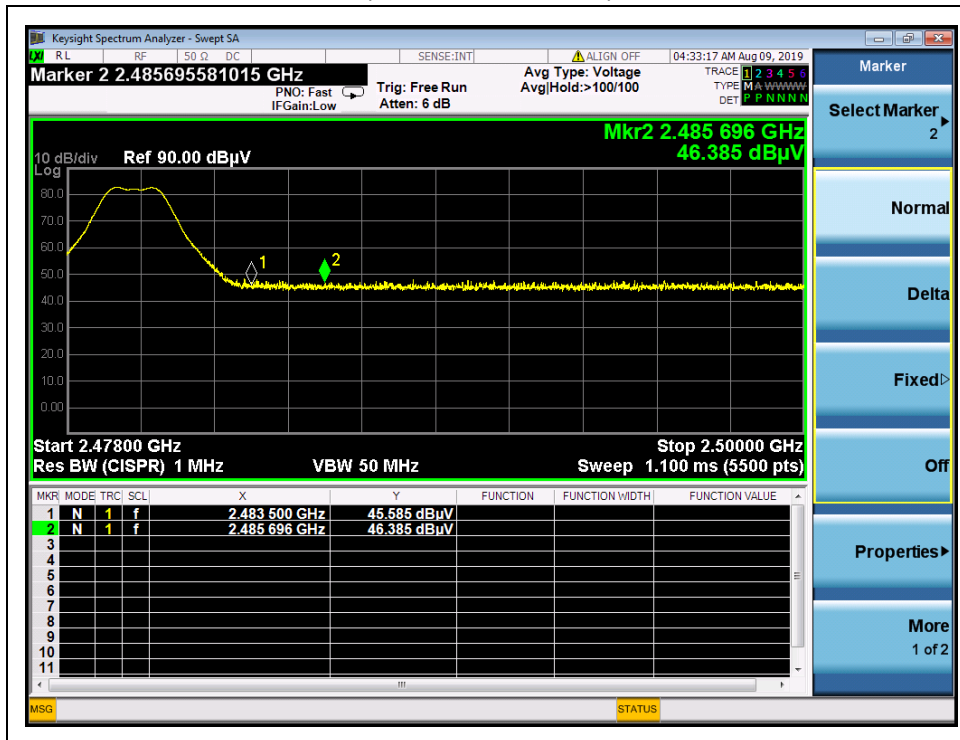 Keysight Spectrum Analyzer - Swept SA
LXI RL RF 50 Ω DC SENSE:INT ALIGN OFF 04:33:17 AM Aug 09, 2019
Marker 2 2.485695581015 GHz
PNO: Fast
IFGain:Low
Trig: Free Run
Atten: 6 dB
Avg Type: Voltage
Avg|Hold:>100/100
TRACE 1 2 3 4 5 6
TYPE M A W W W W
DET P P N N N N
Mkr2 2.485 696 GHz
46.385 dBµV
10 dB/div Ref 90.00 dBµV
Log
80.0
70.0
60.0
50.0
40.0
30.0
20.0
10.0
0.00
1
2
Start 2.47800 GHz Stop 2.50000 GHz
Res BW (CISPR) 1 MHz VBW 50 MHz Sweep 1.100 ms (5500 pts)
MKR MODE TRC SCL X Y FUNCTION FUNCTION WIDTH FUNCTION VALUE
1 N 1 f 2.483 500 GHz 45.585 dBµV
2 N 1 f 2.485 696 GHz 46.385 dBµV
3
4
5
6
7
8
9
10
11
MSG STATUS
Marker
Select Marker
2
Normal
Delta
Fixed
Off
Properties
More
1 of 2